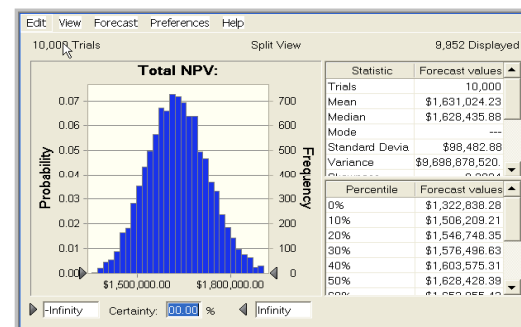 Edit View Forecast Preferences Help
10,000 Trials Split View 9,952 Displayed
Total NPV:
Probability
0.07
0.06
0.05
0.04
0.03
0.02
0.01
0.00
700
600
500
400
300
200
100
0
Frequency
$1,500,000.00 $1,800,000.00
Statistic Forecast values
Trials 10,000
Mean $1,631,024.23
Median $1,628,435.88
Mode ---
Standard Devia $98,482.88
Variance $9,698,878,520.
Percentile Forecast values
0% $1,322,838.28
10% $1,506,209.21
20% $1,546,748.35
30% $1,576,496.63
40% $1,603,575.31
50% $1,628,428.39
-Infinity Certainty: 00.00 % Infinity